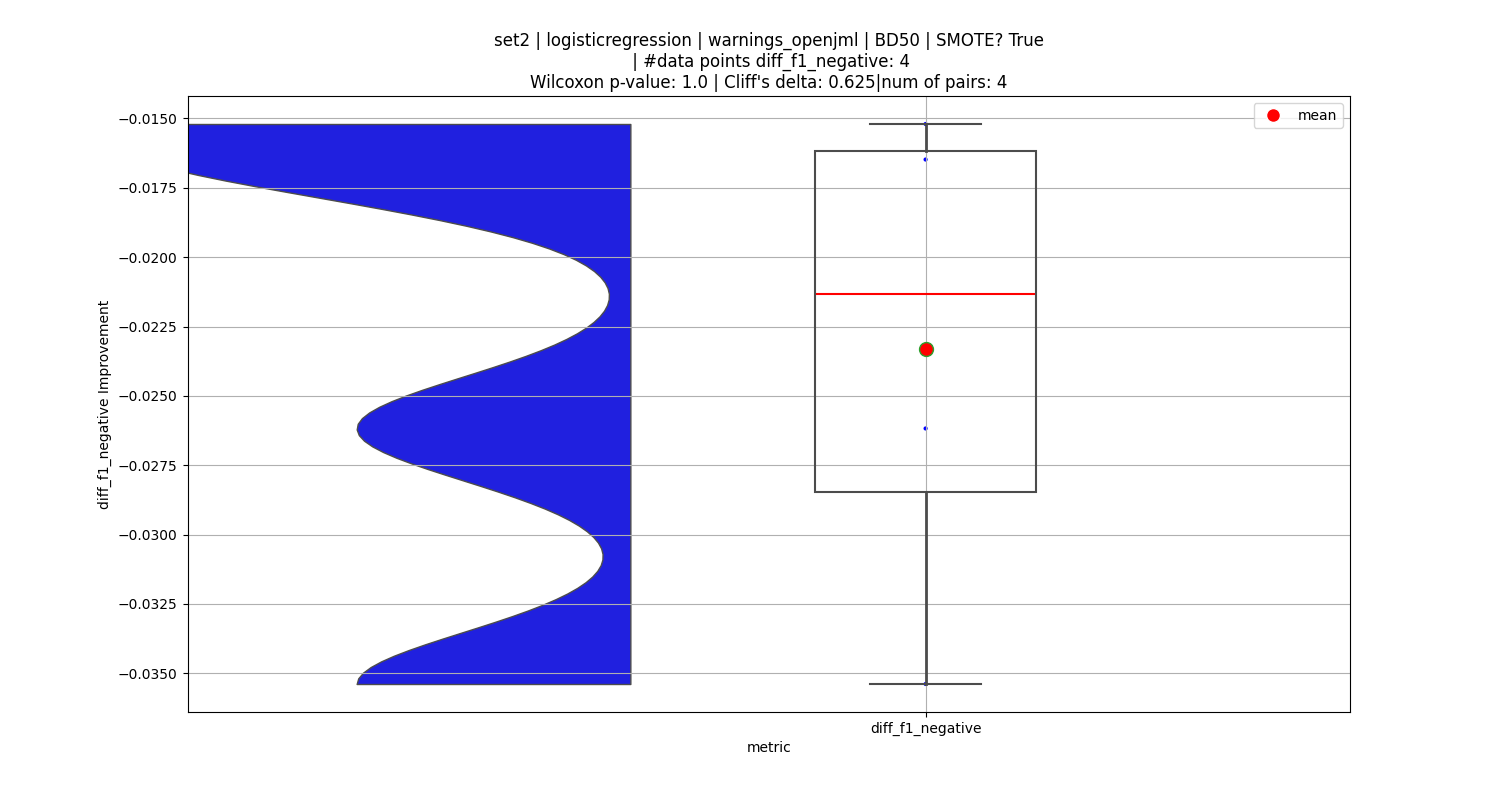 set2 | logisticregression | warnings_openjml | BD50 | SMOTE? True
| #data points diff_f1_negative: 4
Wilcoxon p-value: 1.0 | Cliff's delta: 0.625|num of pairs: 4
mean
−0.0150
−0.0175
−0.0200
−0.0225
−0.0250
−0.0275
−0.0300
−0.0325
−0.0350
diff_f1_negative Improvement
diff_f1_negative
metric